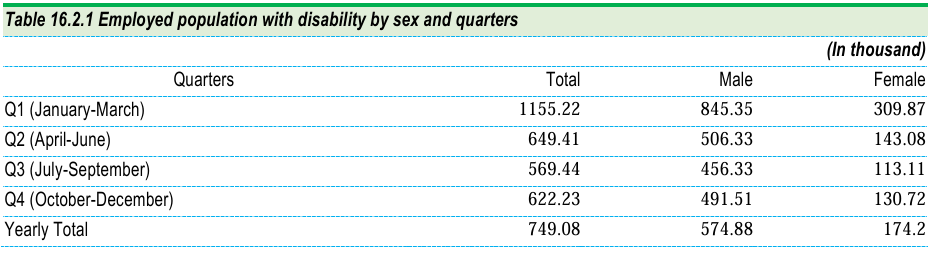 Table 16.2.1 Employed population with disability by sex and quarters
(In thousand)
Quarters Total Male Female
Q1 (January-March) 1155.22 845.35 309.87
Q2 (April-June) 649.41 506.33 143.08
Q3 (July-September) 569.44 456.33 113.11
Q4 (October-December) 622.23 491.51 130.72
Yearly Total 749.08 574.88 174.2